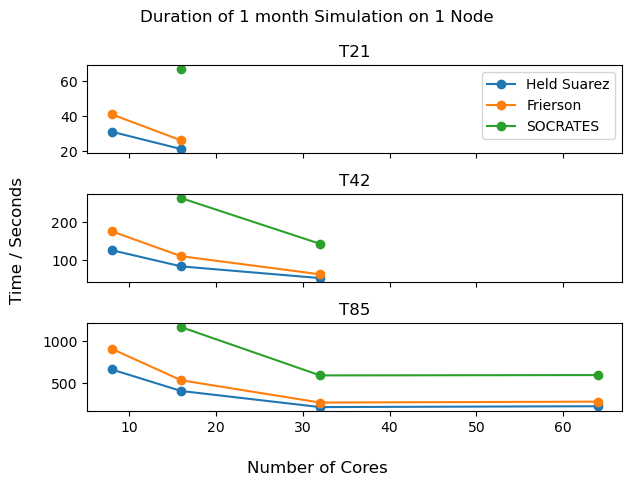 Duration of 1 month Simulation on 1 Node
T21
60
40
20
Held Suarez
Frierson
SOCRATES
T42
200
100
Time / Seconds
T85
1000
500
10 20 30 40 50 60
Number of Cores